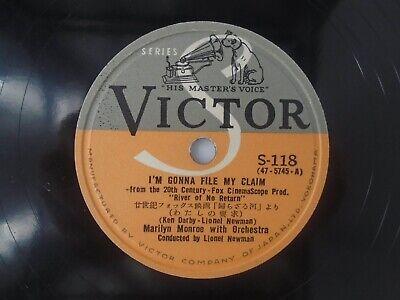 SERIES
S
"HIS MASTER'S VOICE"
VICTOR
S-118
(47-5745-A)
I'M GONNA FILE MY CLAIM
-from the 20th Century-Fox CinemaScope Prod.
"River of No Return"
廿世紀フォックス映画「帰らざる河」より
(わたしの要求)
(Ken Darby-Lionel Newman)
Marilyn Monroe with Orchestra
Conducted by Lionel Newman
MANUFACTURED BY VICTOR COMPANY OF JAPAN, LTD. YOKOHAMA